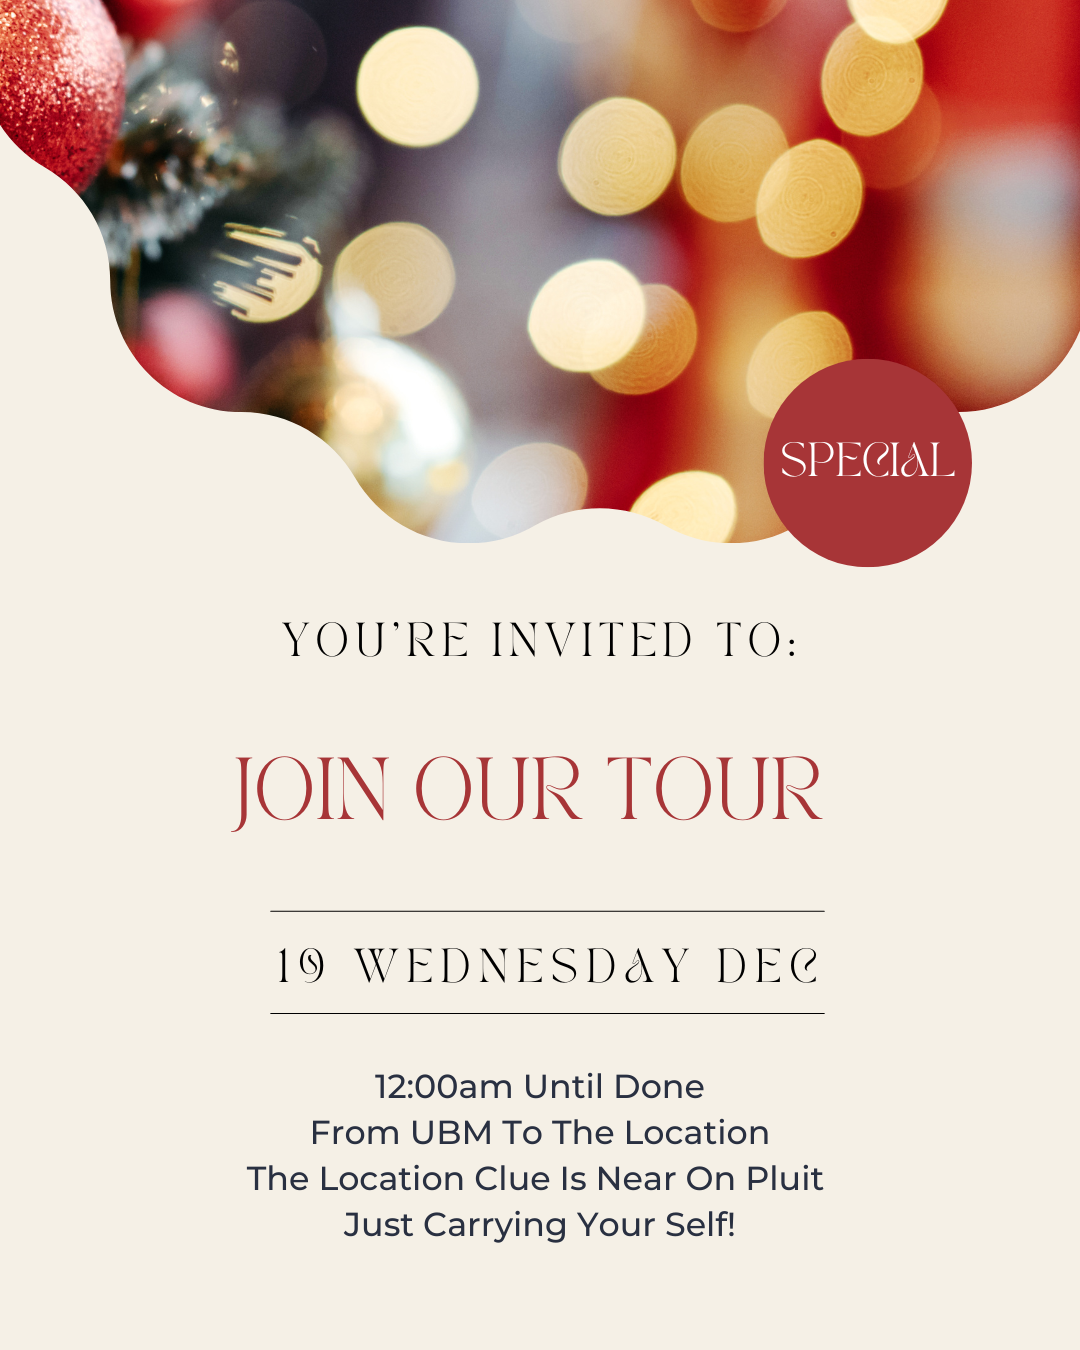 SPECIAL
YOU'RE INVITED TO:
JOIN OUR TOUR
19 WEDNESDAY DEC
12:00am Until Done
From UBM To The Location
The Location Clue Is Near On Pluit
Just Carrying Your Self!